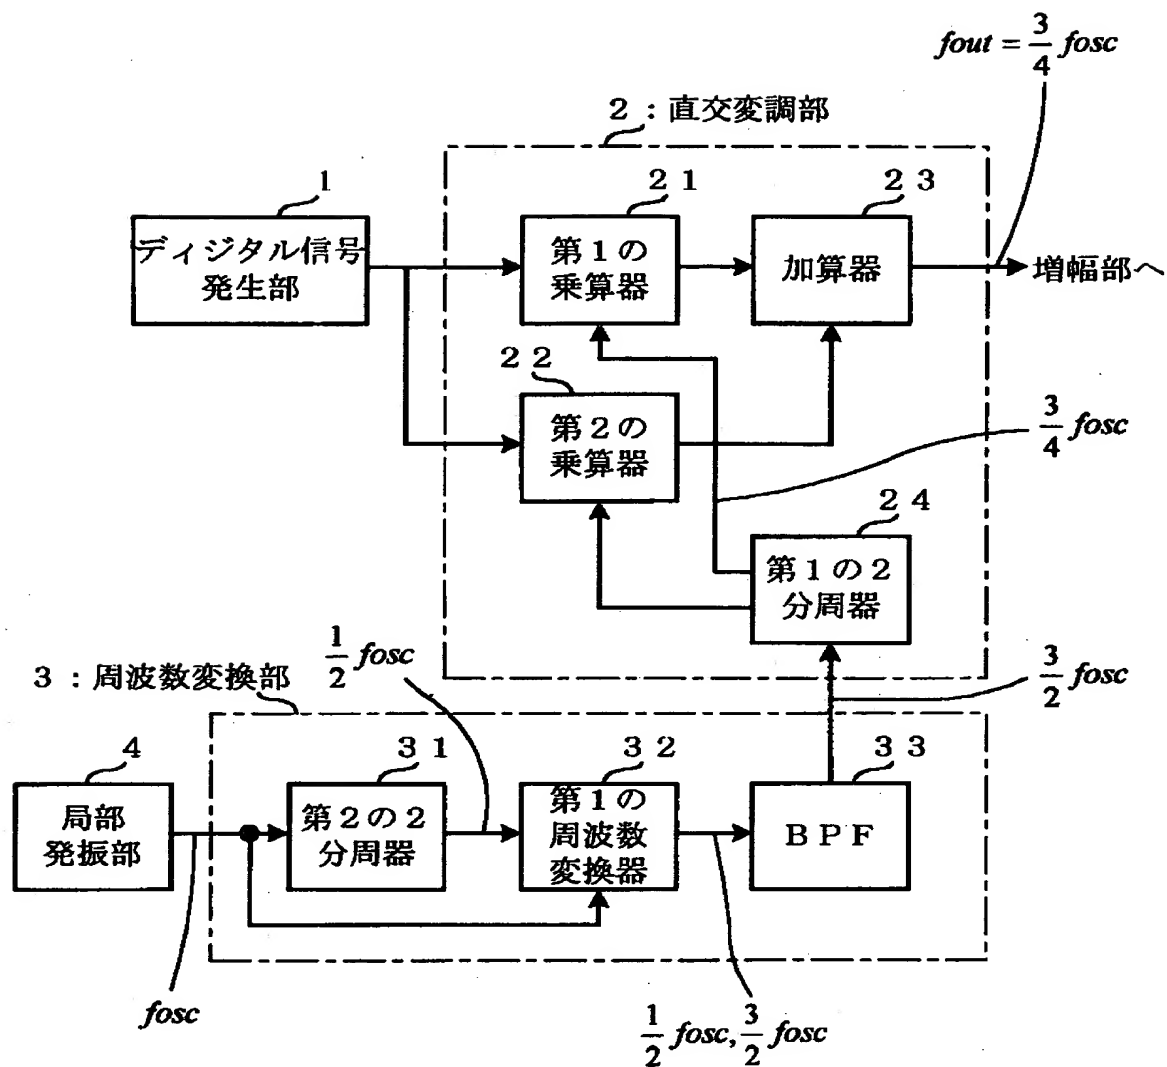 fout = 3/4 fosc
2：直交変調部
1
21
23
ディジタル信号
発生部
第1の
乗算器
加算器
増幅部へ
22
第2の
乗算器
3/4 fosc
24
第1の2
分周器
3：周波数変換部
1/2 fosc
3/2 fosc
4
31
32
33
局部
発振部
第2の2
分周器
第1の
周波数
変換器
BPF
fosc
1/2 fosc, 3/2 fosc